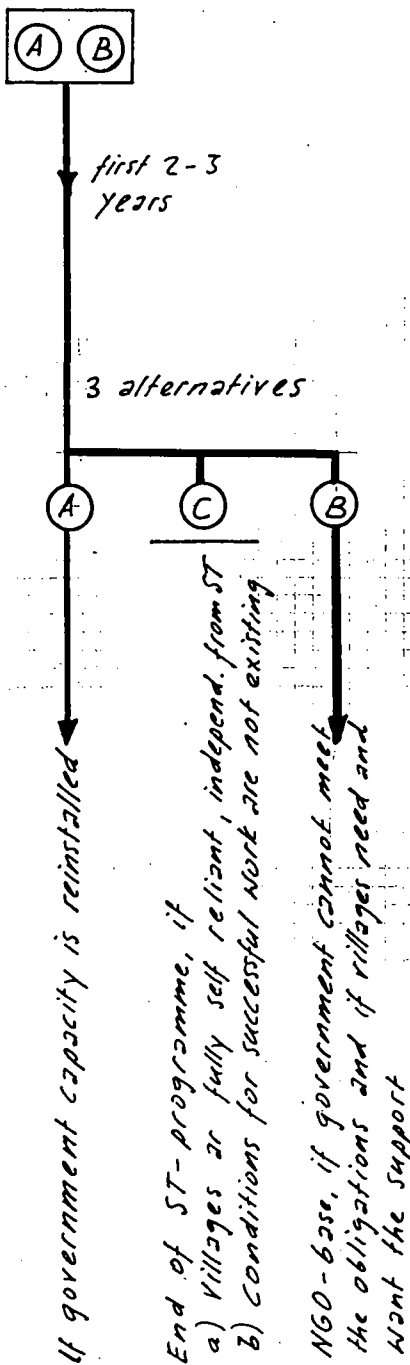 A B
first 2-3
years
3 alternatives
A C B
If government capacity is reinstalled
End of ST-programme, if
a) Villages ar fully self reliant, independ. from ST
b) Conditions for successful work are not existing
NGO-base, if government cannot meet
the obligations and if villages need and
want the support